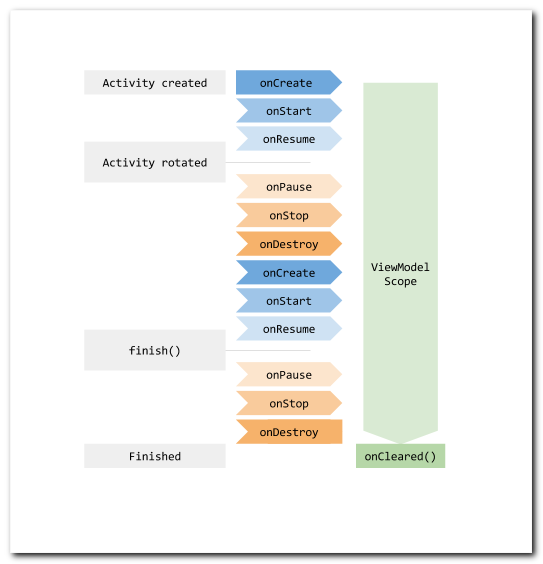 Activity created
onCreate
onStart
onResume
Activity rotated
onPause
onStop
onDestroy
onCreate
ViewModel
Scope
onStart
onResume
finish()
onPause
onStop
onDestroy
Finished
onCleared()